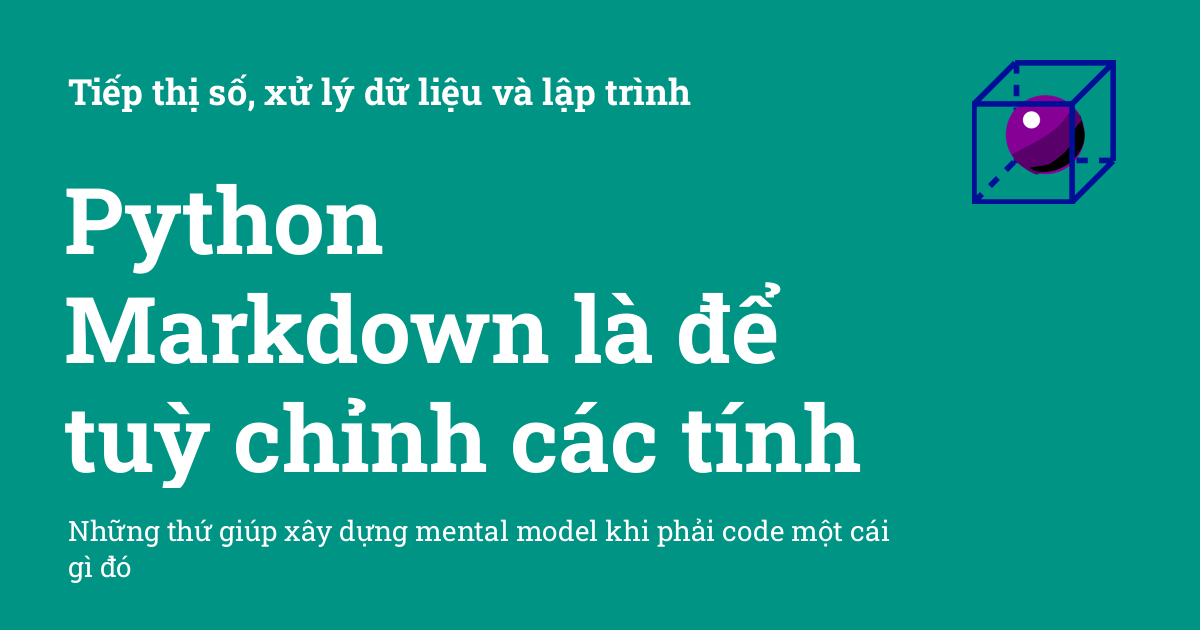 Tiếp thị số, xử lý dữ liệu và lập trình
Python
Markdown là để
tuỳ chỉnh các tính
Những thứ giúp xây dựng mental model khi phải code một cái
gì đó